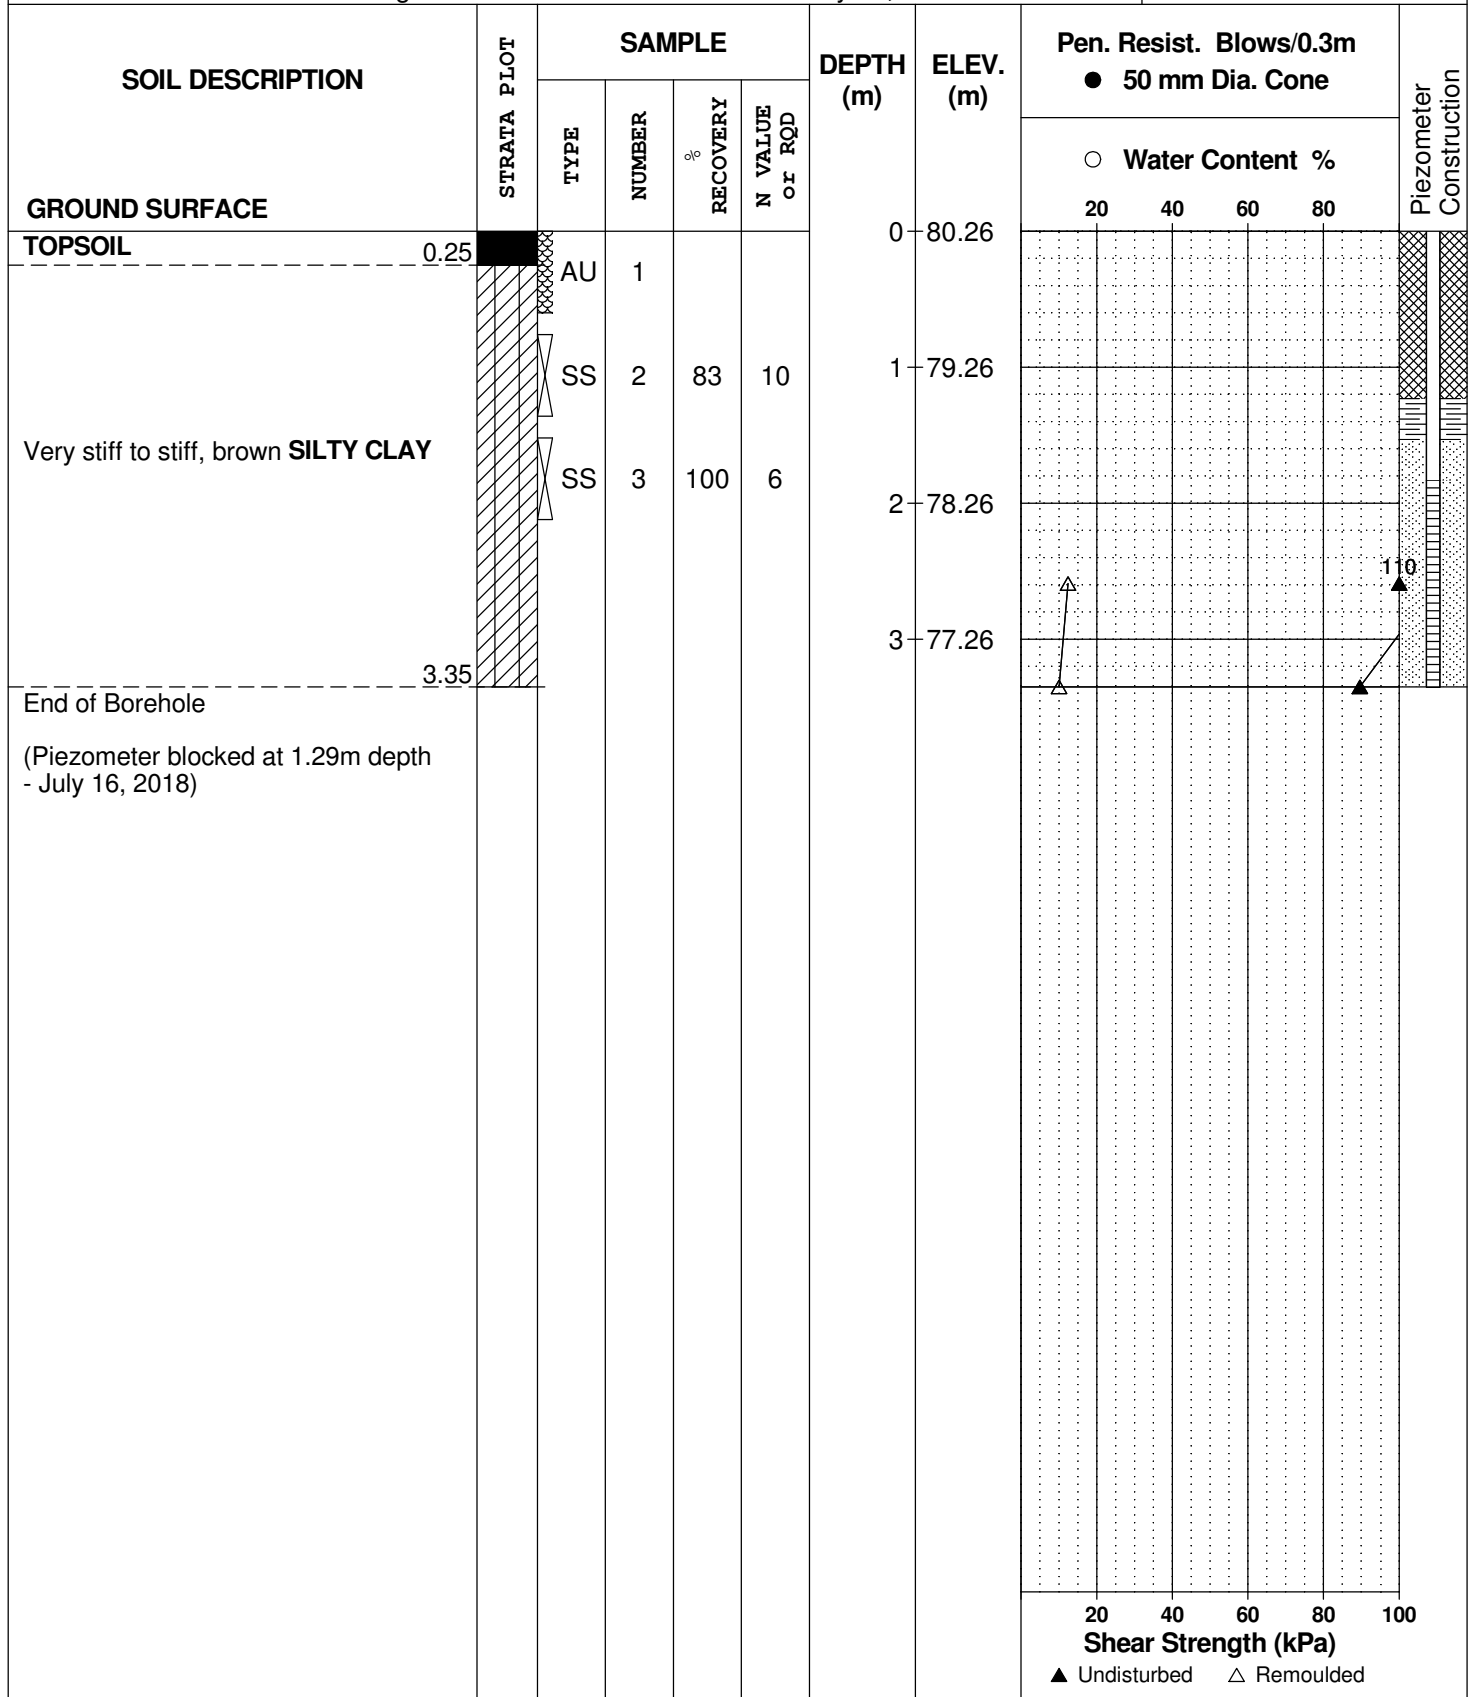 SOIL DESCRIPTION
GROUND SURFACE
STRATA PLOT
SAMPLE
TYPE
NUMBER
% RECOVERY
N VALUE or RQD
DEPTH (m)
ELEV. (m)
Pen. Resist. Blows/0.3m
● 50 mm Dia. Cone
○ Water Content %
20 40 60 80
Piezometer Construction
0 80.26
TOPSOIL 0.25
AU 1
SS 2 83 10
1 79.26
Very stiff to stiff, brown SILTY CLAY
SS 3 100 6
2 78.26
110
3 77.26
3.35
End of Borehole
(Piezometer blocked at 1.29m depth
- July 16, 2018)
20 40 60 80 100
Shear Strength (kPa)
▲ Undisturbed △ Remoulded